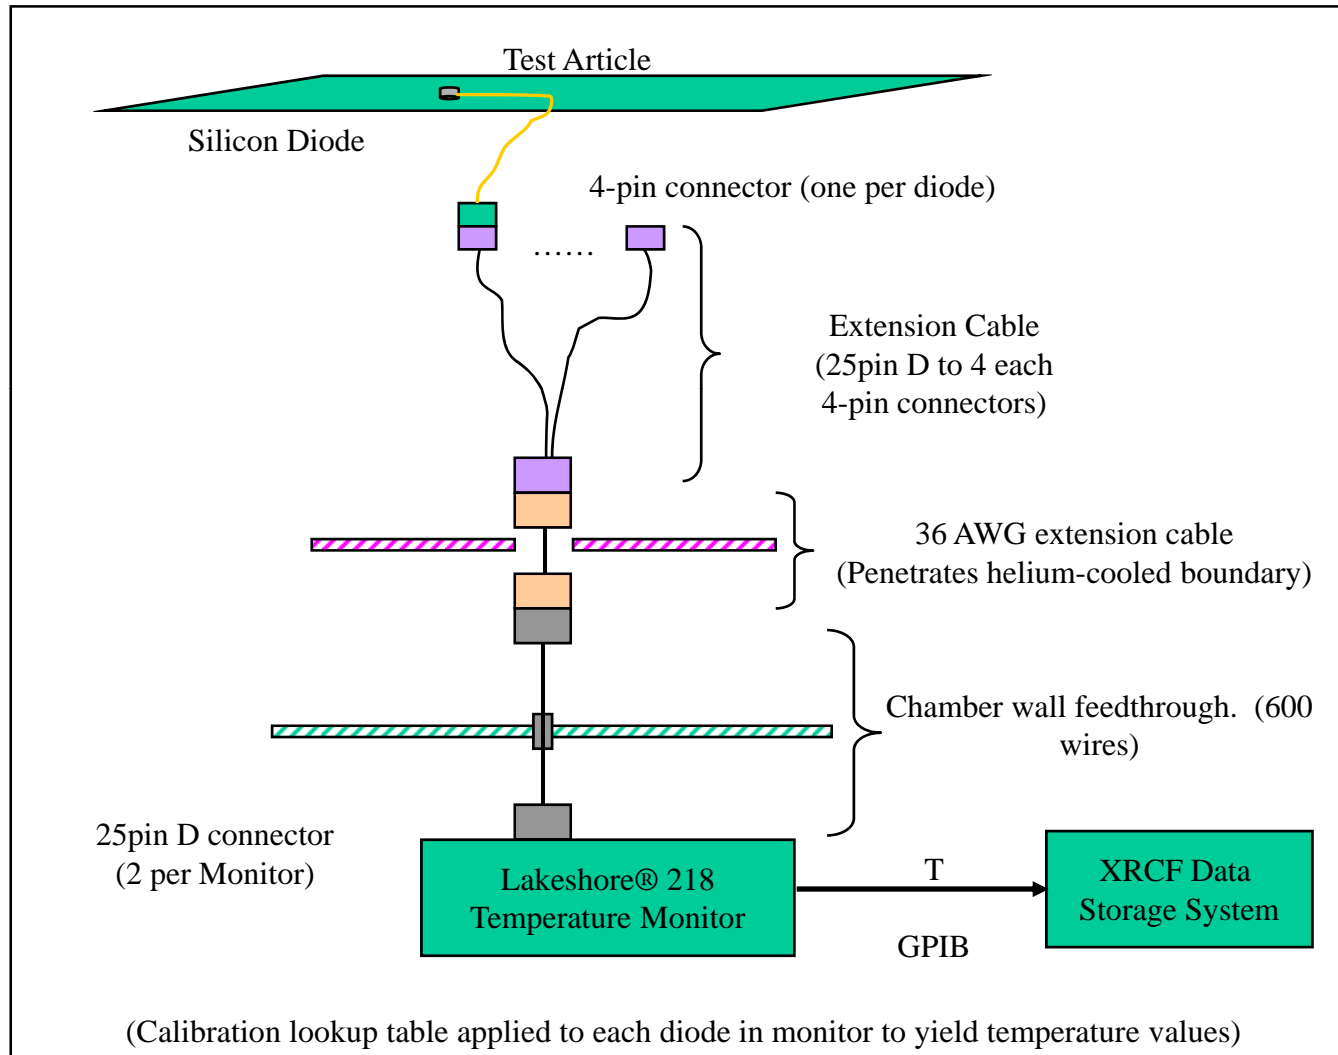 Test Article
Silicon Diode
4-pin connector (one per diode)
......
Extension Cable
(25pin D to 4 each
4-pin connectors)
36 AWG extension cable
(Penetrates helium-cooled boundary)
Chamber wall feedthrough.  (600
wires)
25pin D connector
(2 per Monitor)
Lakeshore® 218
Temperature Monitor
T
GPIB
XRCF Data
Storage System
(Calibration lookup table applied to each diode in monitor to yield temperature values)